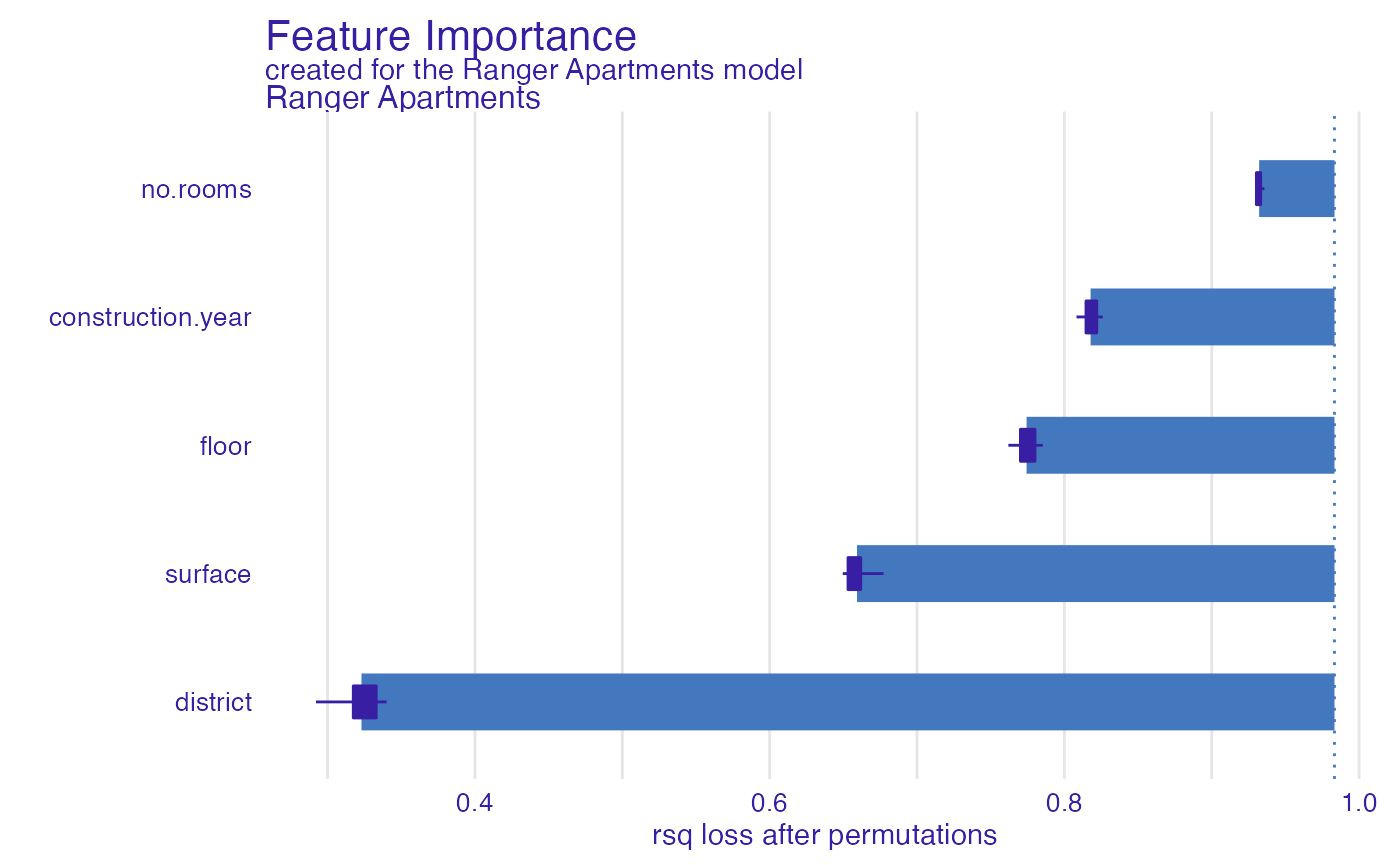 Feature Importance
created for the Ranger Apartments model
Ranger Apartments
no.rooms
construction.year
floor
surface
district
0.4 0.6 0.8 1.0
rsq loss after permutations